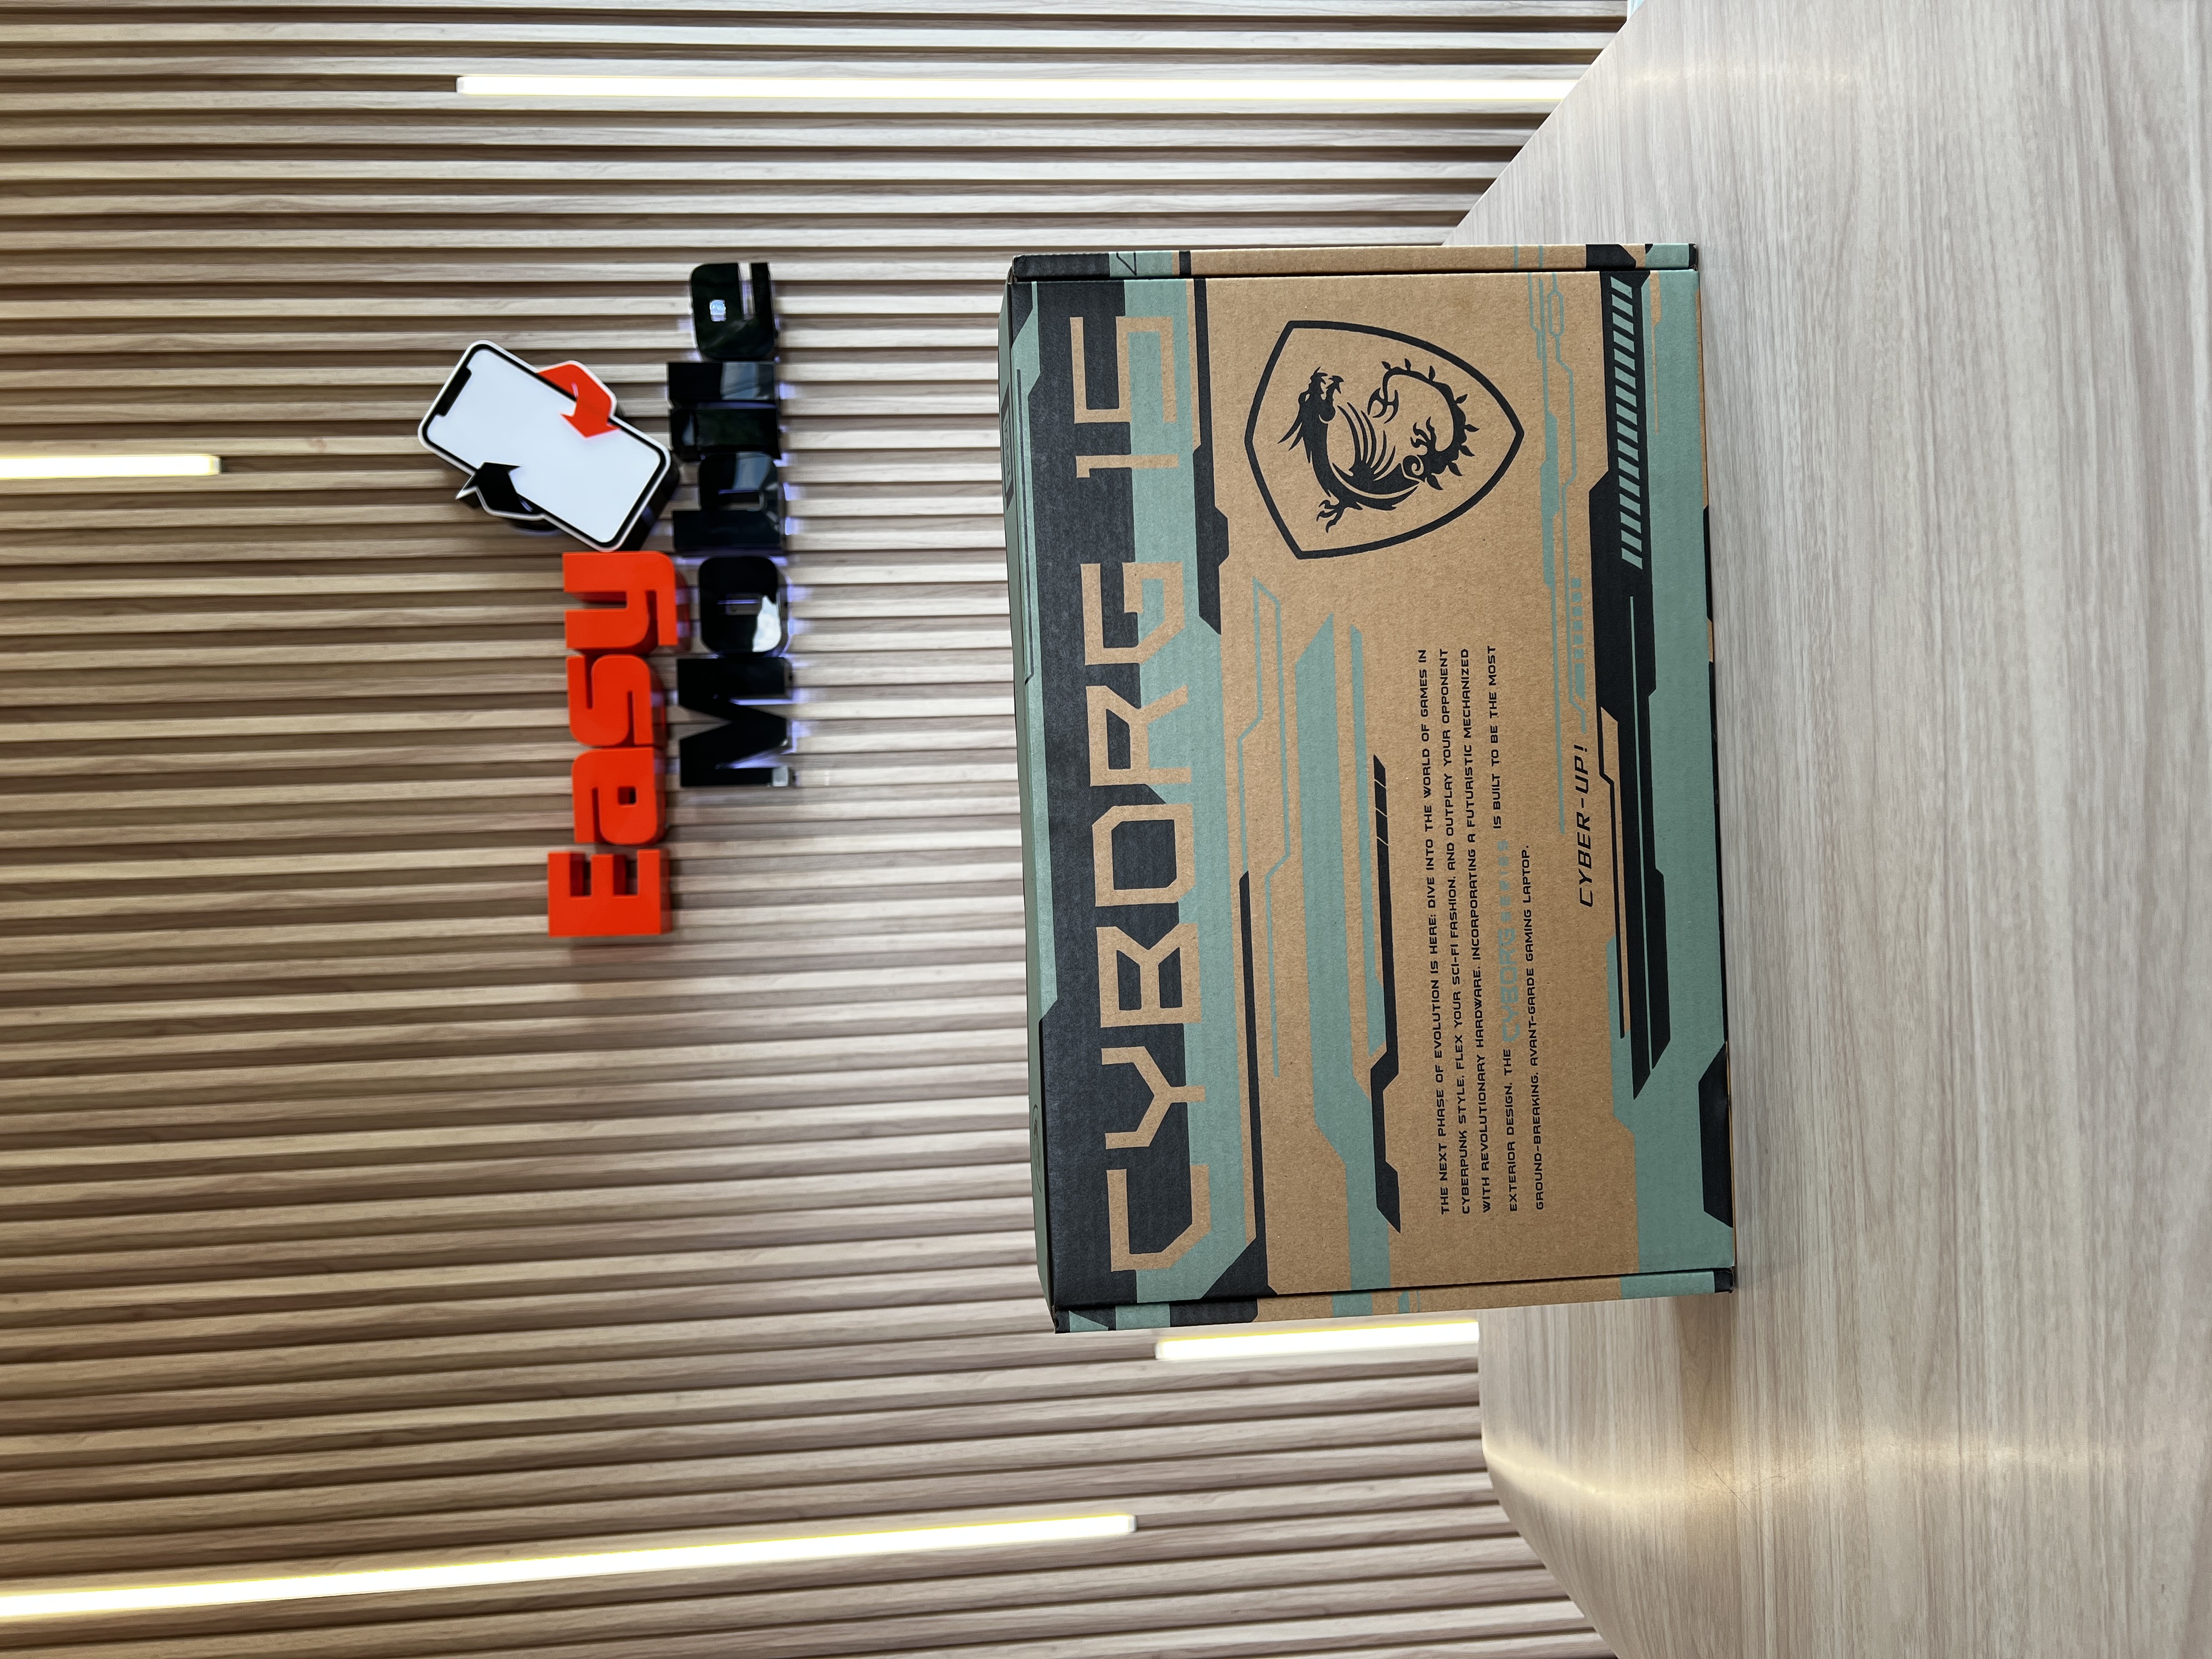 Easy
Mobile
CYBORG 15
THE NEXT PHASE OF EVOLUTION IS HERE: DIVE INTO THE WORLD OF GAMES IN
CYBERPUNK STYLE, FLEX YOUR SCI-FI FASHION, AND OUTPLAY YOUR OPPONENT
WITH REVOLUTIONARY HARDWARE. INCORPORATING A FUTURISTIC MECHANIZED
EXTERIOR DESIGN, THE CYBORG SERIES IS BUILT TO BE THE MOST
GROUND-BREAKING, AVANT-GARDE GAMING LAPTOP.
CYBER-UP!